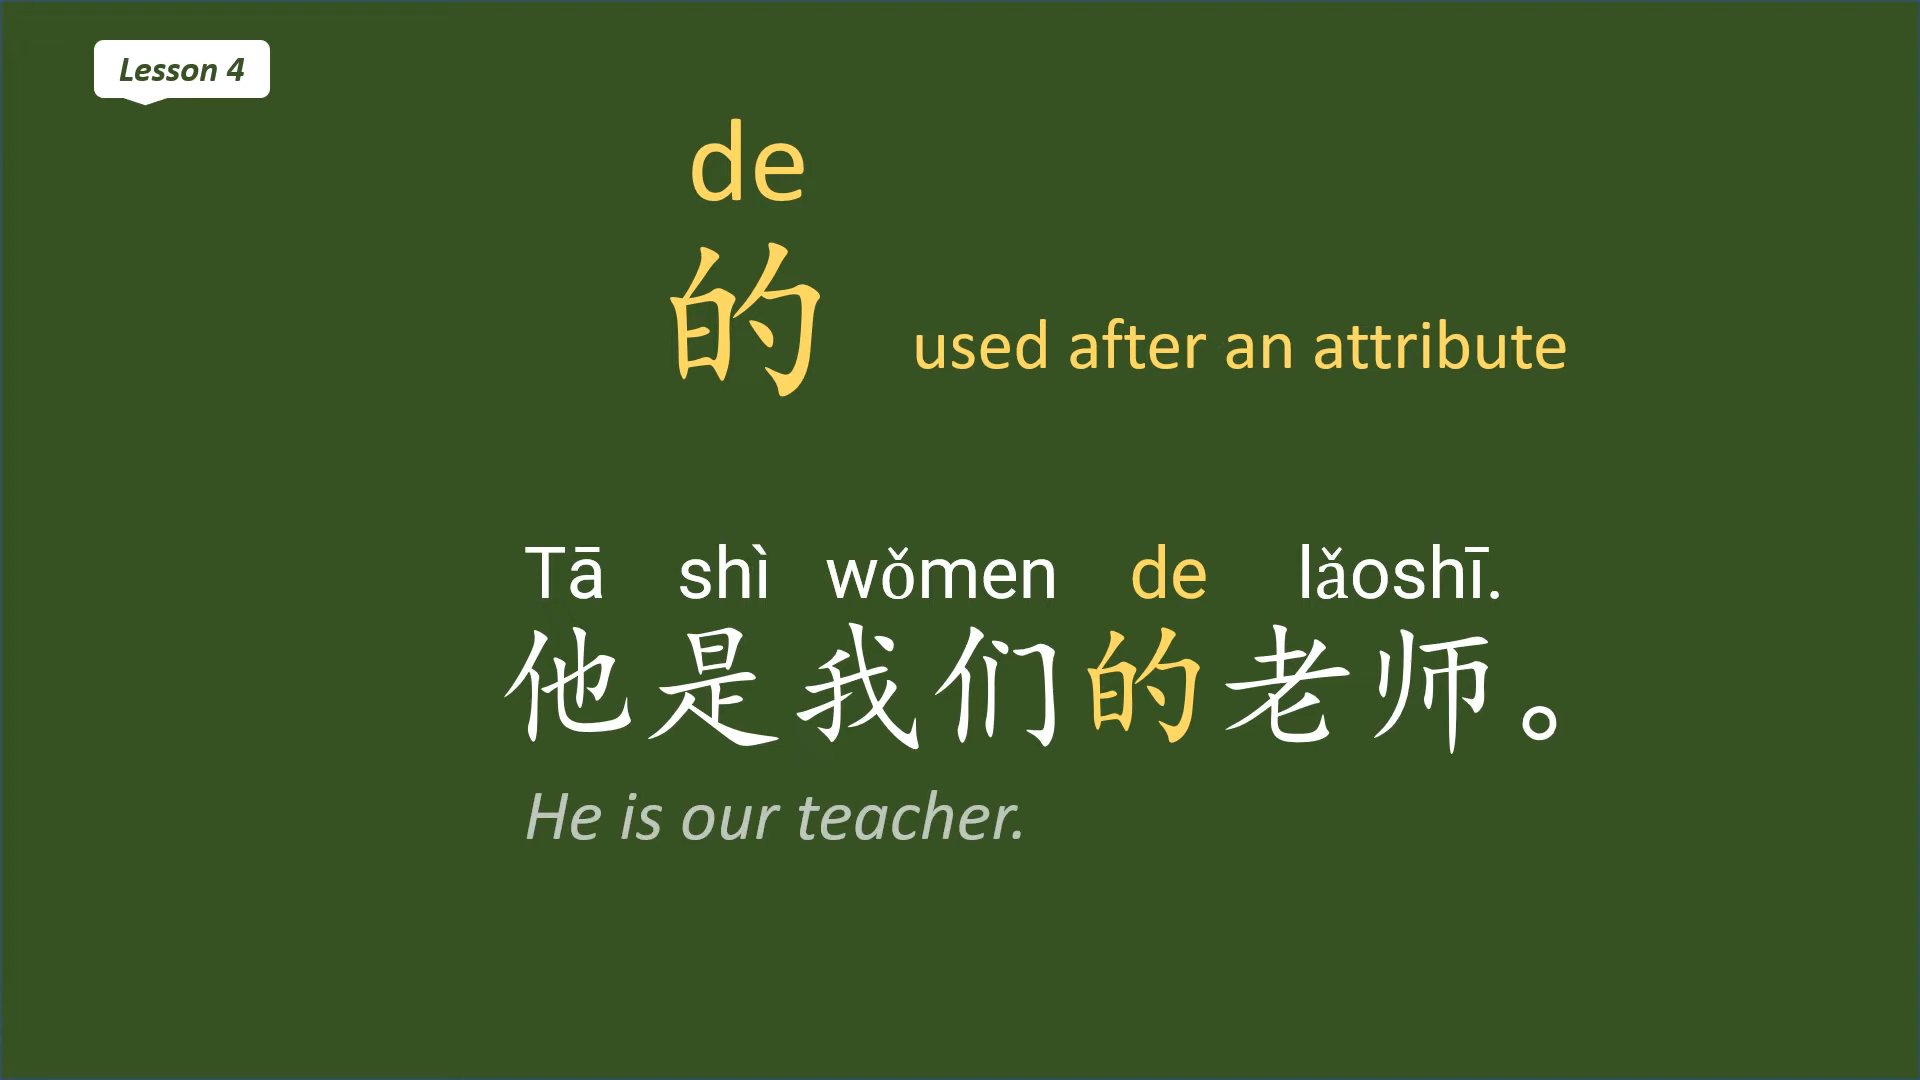 Lesson 4
de
的 used after an attribute
Tā shì wǒmen de lǎoshī.
他是我们的老师。
He is our teacher.